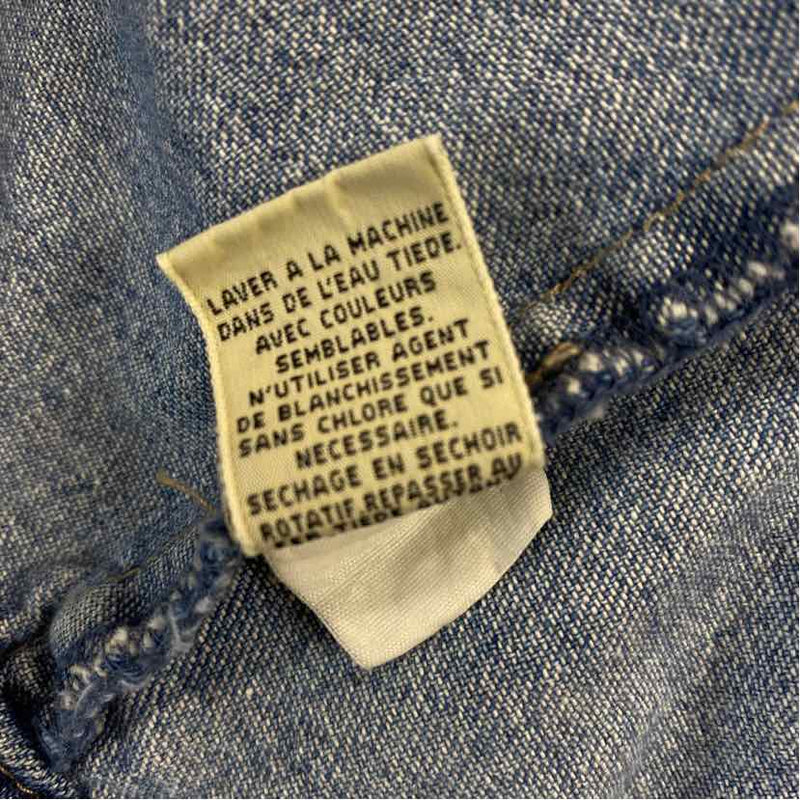 LAVER A LA MACHINE
DANS DE L'EAU TIEDE.
AVEC COULEURS
SEMBLABLES.
N'UTILISER AGENT
DE BLANCHISSEMENT
SANS CHLORE QUE SI
NECESSAIRE.
SECHAGE EN SECHOIR
ROTATIF. REPASSER AU